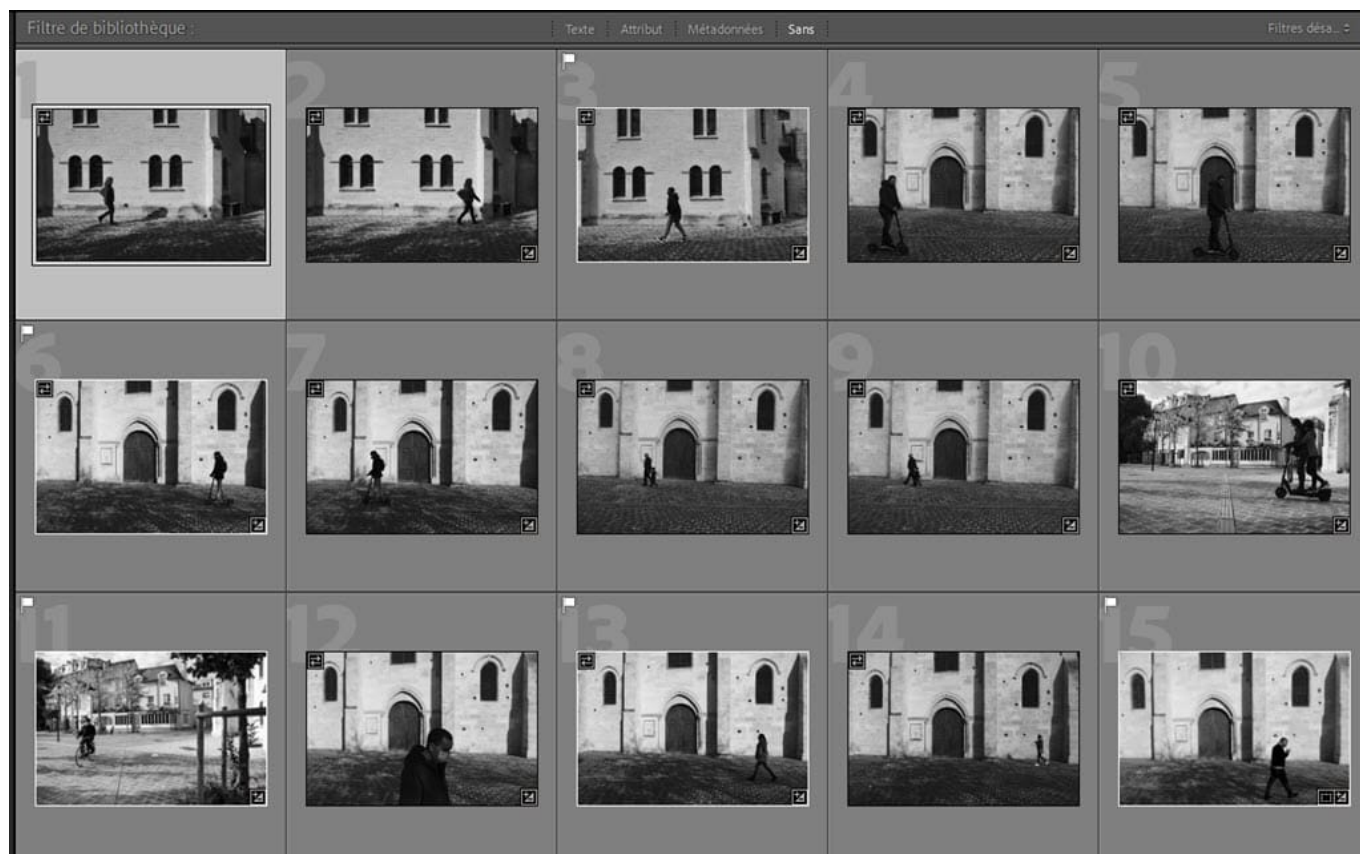 Filtre de bibliothèque : Texte Attribut Métadonnées Sans Filtres désa... 
1 2 3 4 5
6 7 8 9 10
11 12 13 14 15